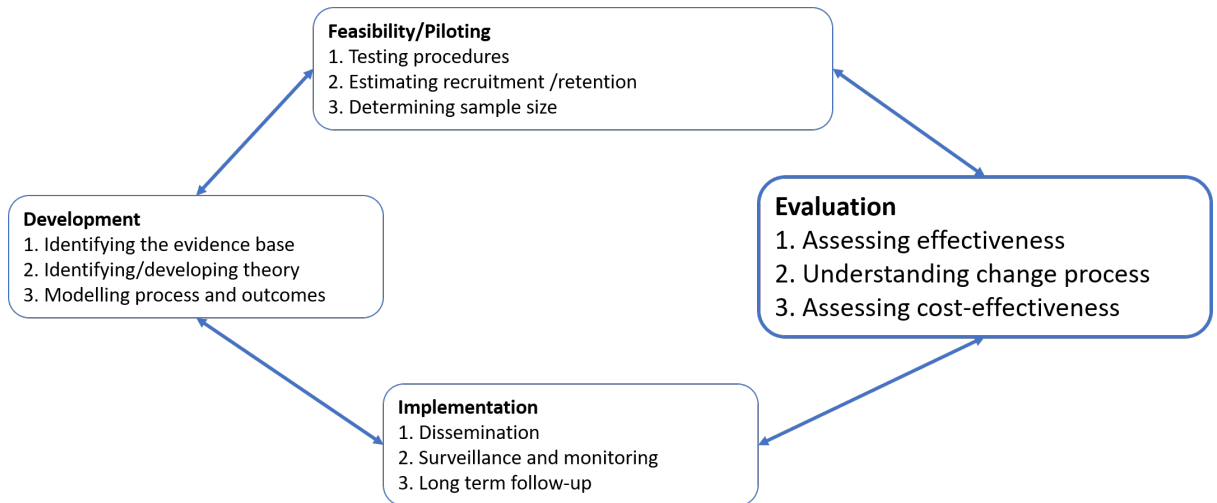 Feasibility/Piloting
1. Testing procedures
2. Estimating recruitment /retention
3. Determining sample size
Development
1. Identifying the evidence base
2. Identifying/developing theory
3. Modelling process and outcomes
Evaluation
1. Assessing effectiveness
2. Understanding change process
3. Assessing cost-effectiveness
Implementation
1. Dissemination
2. Surveillance and monitoring
3. Long term follow-up